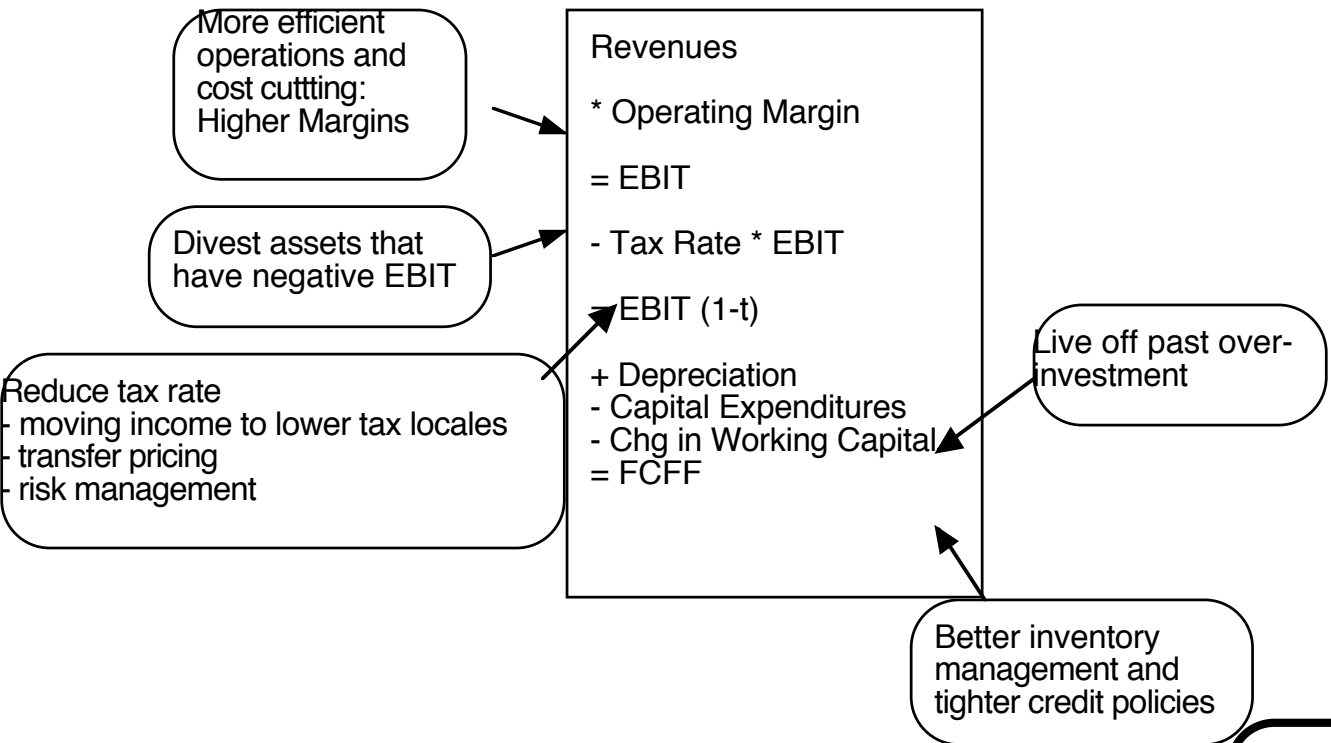 More efficient
operations and
cost cuttting:
Higher Margins
Divest assets that
have negative EBIT
Reduce tax rate
- moving income to lower tax locales
- transfer pricing
- risk management
Revenues
* Operating Margin
= EBIT
- Tax Rate * EBIT
= EBIT (1-t)
+ Depreciation
- Capital Expenditures
- Chg in Working Capital
= FCFF
Live off past over-
investment
Better inventory
management and
tighter credit policies